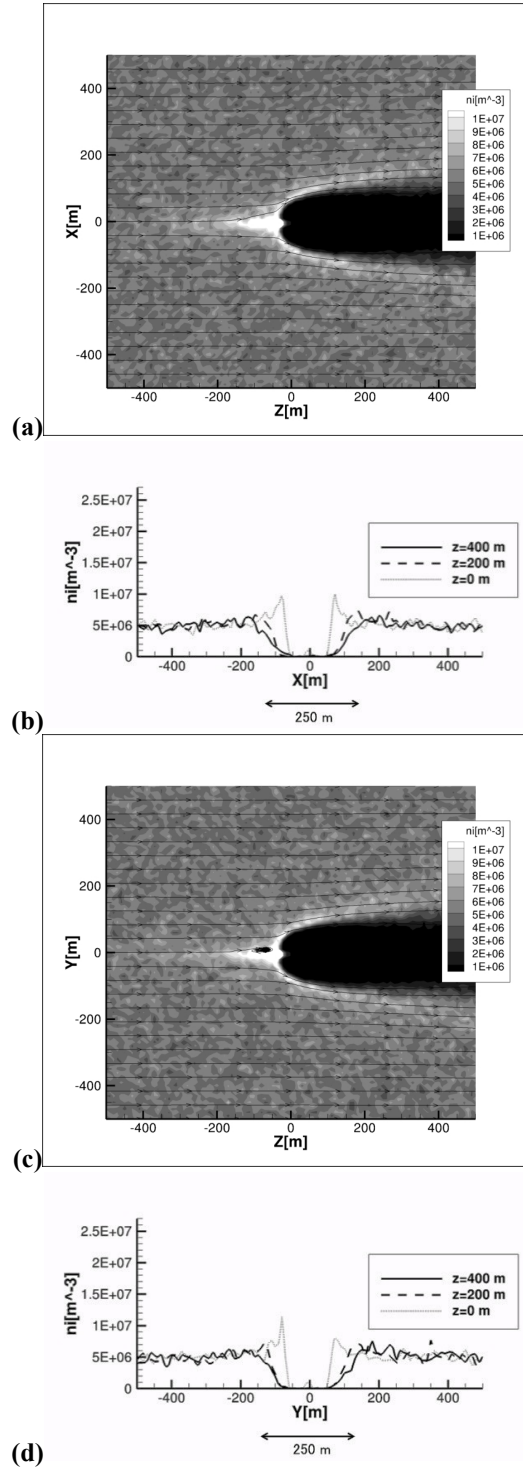 400
200
0
-200
-400
X[m]
-400 -200 0 200 400
Z[m]
ni[m^-3]
1E+07
9E+06
8E+06
7E+06
6E+06
5E+06
4E+06
3E+06
2E+06
1E+06
(a)
2.5E+07
2E+07
1.5E+07
1E+07
5E+06
0
ni[m^-3]
-400 -200 0 200 400
X[m]
z=400 m
z=200 m
z=0 m
250 m
(b)
400
200
0
-200
-400
Y[m]
-400 -200 0 200 400
Z[m]
ni[m^-3]
1E+07
9E+06
8E+06
7E+06
6E+06
5E+06
4E+06
3E+06
2E+06
1E+06
(c)
2.5E+07
2E+07
1.5E+07
1E+07
5E+06
0
ni[m^-3]
-400 -200 0 200 400
Y[m]
z=400 m
z=200 m
z=0 m
250 m
(d)